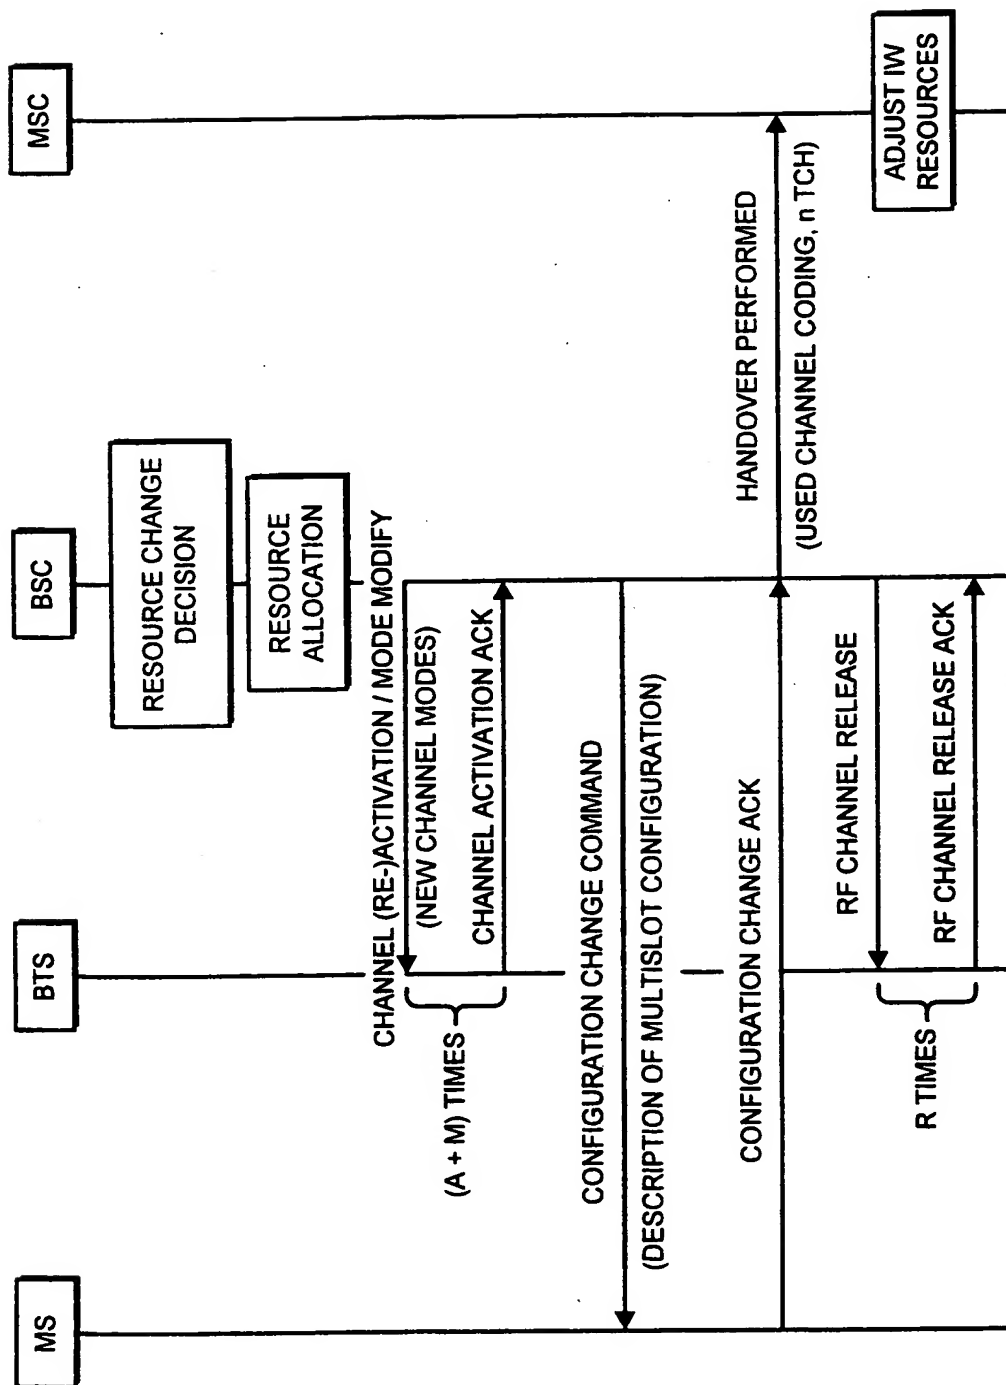 MS
BTS
BSC
MSC
RESOURCE CHANGE
DECISION
RESOURCE
ALLOCATION
CHANNEL (RE-)ACTIVATION / MODE MODIFY
(NEW CHANNEL MODES)
(A + M) TIMES
CHANNEL ACTIVATION ACK
CONFIGURATION CHANGE COMMAND
(DESCRIPTION OF MULTISLOT CONFIGURATION)
CONFIGURATION CHANGE ACK
HANDOVER PERFORMED
(USED CHANNEL CODING, n TCH)
RF CHANNEL RELEASE
R TIMES
RF CHANNEL RELEASE ACK
ADJUST IW
RESOURCES